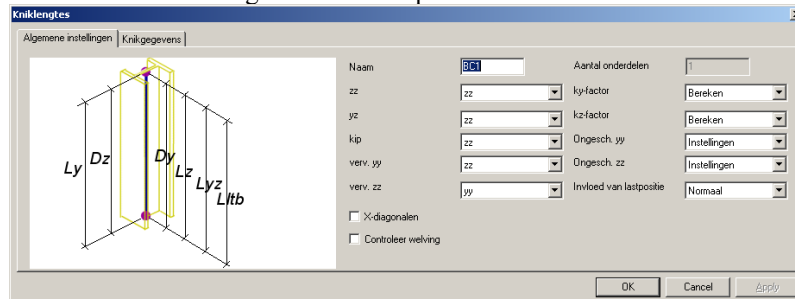 Kniklengtes
Algemene instellingen Knikgegevens
Naam BC1 Aantal onderdelen 1
zz zz ky-factor Bereken
yz zz kz-factor Bereken
kip zz Ongesch. yy Instellingen
verv. yy zz Ongesch. zz Instellingen
verv. zz yy Invloed van lastpositie Normaal
X-diagonalen
Controleer welving
Ly Dz Dy Lz Lyz Lltb
OK Cancel Apply